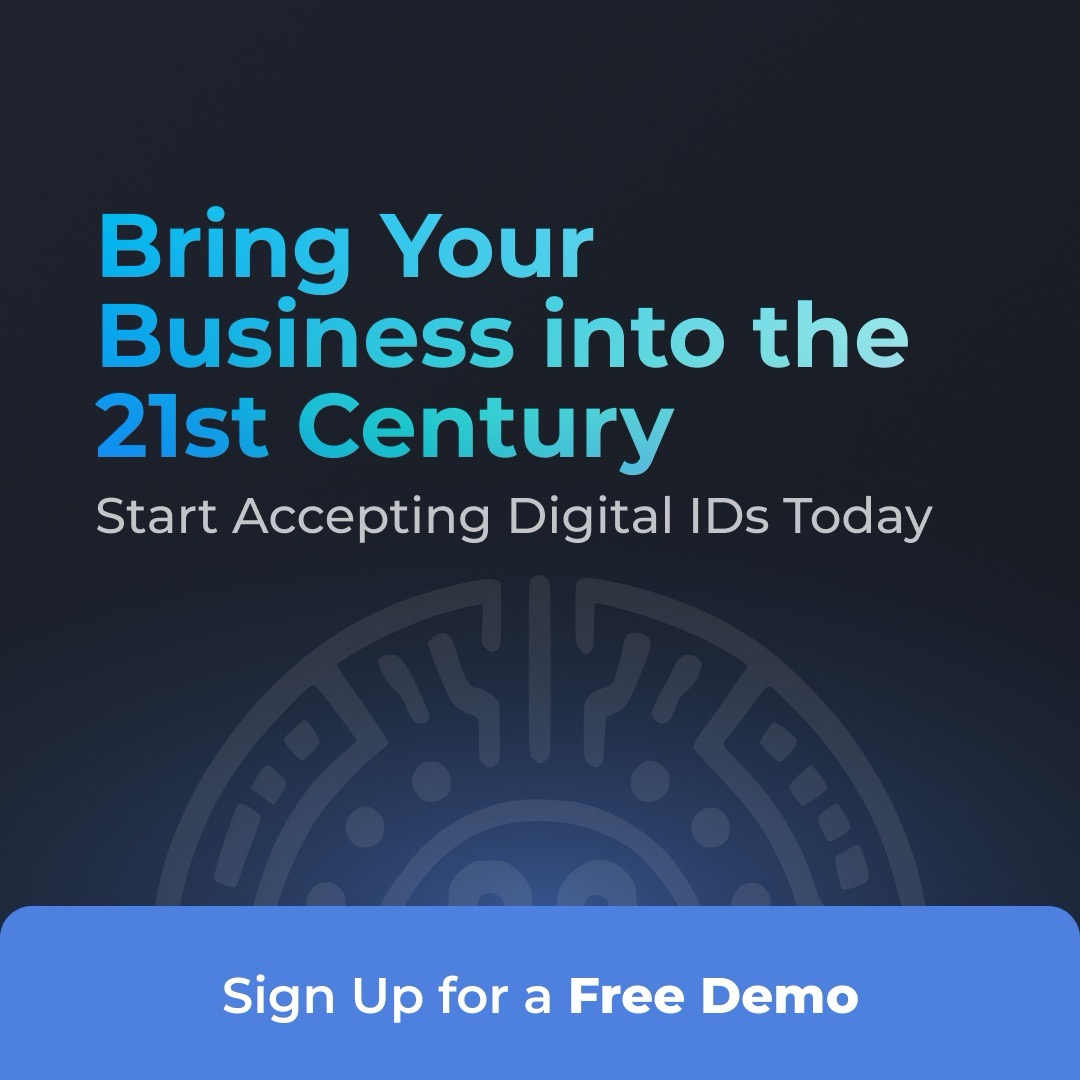 Bring Your
Business into the
21st Century
Start Accepting Digital IDs Today
Sign Up for a Free Demo